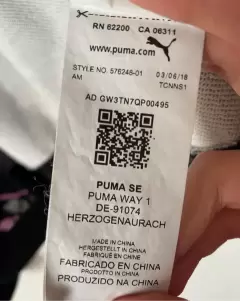 RN 62200 CA 06311
www.puma.com
STYLE NO. 576248-01 03/06/18
AM TCNNS1
AD GW3TN7QP00495
PUMA SE
PUMA WAY 1
DE-91074
HERZOGENAURACH
MADE IN CHINA
HERGESTELLT IN CHINA
FABRIQUÉ EN CHINE
FABRICADO EN CHINA
PRODOTTO IN CHINA
PRODUZIDO NA CHINA